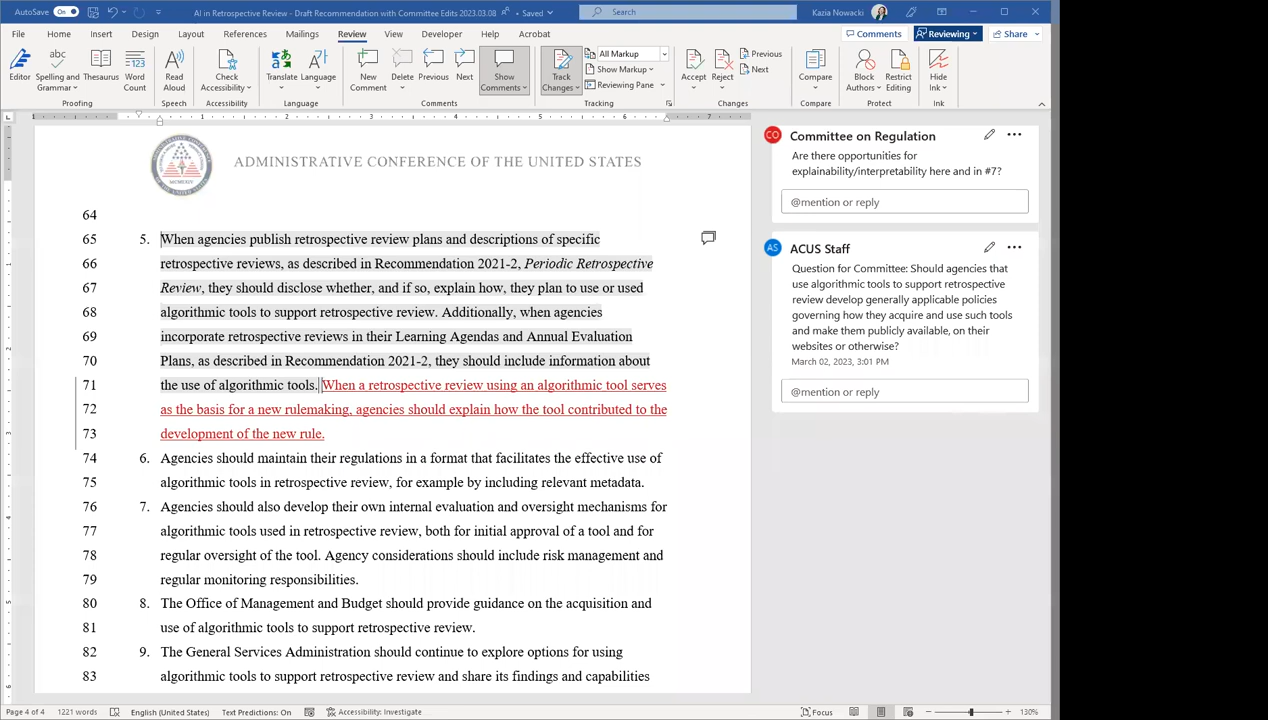 AutoSave On AI in Retrospective Review - Draft Recommendation with Committee Edits 2023.03.08 • Saved Search Kazia Nowacki
File Home Insert Design Layout References Mailings Review View Developer Help Acrobat Comments Reviewing Share
Editor Spelling and Grammar Thesaurus Word Count Read Aloud Check Accessibility Translate Language New Comment Delete Previous Next Show Comments Track Changes All Markup Show Markup Reviewing Pane Accept Reject Previous Next Compare Block Authors Restrict Editing Hide Ink
Proofing Speech Accessibility Language Comments Tracking Changes Compare Protect Ink
1 1 2 3 4 5 6 7
ADMINISTRATIVE CONFERENCE OF THE UNITED STATES
64
65 5. When agencies publish retrospective review plans and descriptions of specific
66 retrospective reviews, as described in Recommendation 2021-2, Periodic Retrospective
67 Review, they should disclose whether, and if so, explain how, they plan to use or used
68 algorithmic tools to support retrospective review. Additionally, when agencies
69 incorporate retrospective reviews in their Learning Agendas and Annual Evaluation
70 Plans, as described in Recommendation 2021-2, they should include information about
71 the use of algorithmic tools. When a retrospective review using an algorithmic tool serves
72 as the basis for a new rulemaking, agencies should explain how the tool contributed to the
73 development of the new rule.
74 6. Agencies should maintain their regulations in a format that facilitates the effective use of
75 algorithmic tools in retrospective review, for example by including relevant metadata.
76 7. Agencies should also develop their own internal evaluation and oversight mechanisms for
77 algorithmic tools used in retrospective review, both for initial approval of a tool and for
78 regular oversight of the tool. Agency considerations should include risk management and
79 regular monitoring responsibilities.
80 8. The Office of Management and Budget should provide guidance on the acquisition and
81 use of algorithmic tools to support retrospective review.
82 9. The General Services Administration should continue to explore options for using
83 algorithmic tools to support retrospective review and share its findings and capabilities
CO Committee on Regulation
Are there opportunities for
explainability/interpretability here and in #7?
@mention or reply
AS ACUS Staff
Question for Committee: Should agencies that
use algorithmic tools to support retrospective
review develop generally applicable policies
governing how they acquire and use such tools
and make them publicly available, on their
websites or otherwise?
March 02, 2023, 3:01 PM
@mention or reply
Page 4 of 4 1221 words English (United States) Text Predictions: On Accessibility: Investigate Focus 130%